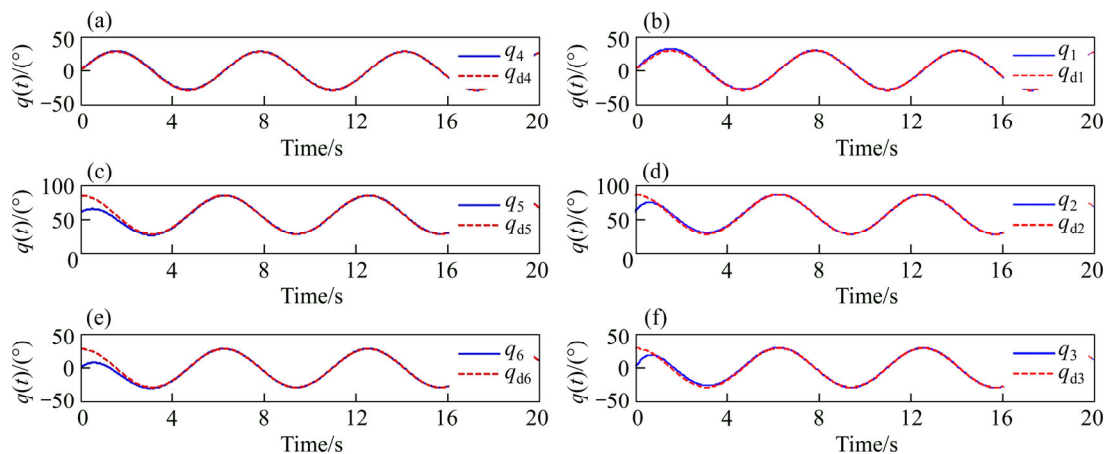 (a)
50
0
−50
q(t)/(°)
q4
qd4
0 4 8 12 16 20
Time/s
(b)
50
0
−50
q(t)/(°)
q1
qd1
0 4 8 12 16 20
Time/s
(c)
100
50
0
q(t)/(°)
q5
qd5
4 8 12 16 20
Time/s
(d)
100
50
0
q(t)/(°)
q2
qd2
4 8 12 16 20
Time/s
(e)
50
0
−50
q(t)/(°)
q6
qd6
0 4 8 12 16 20
Time/s
(f)
50
0
−50
q(t)/(°)
q3
qd3
0 4 8 12 16 20
Time/s